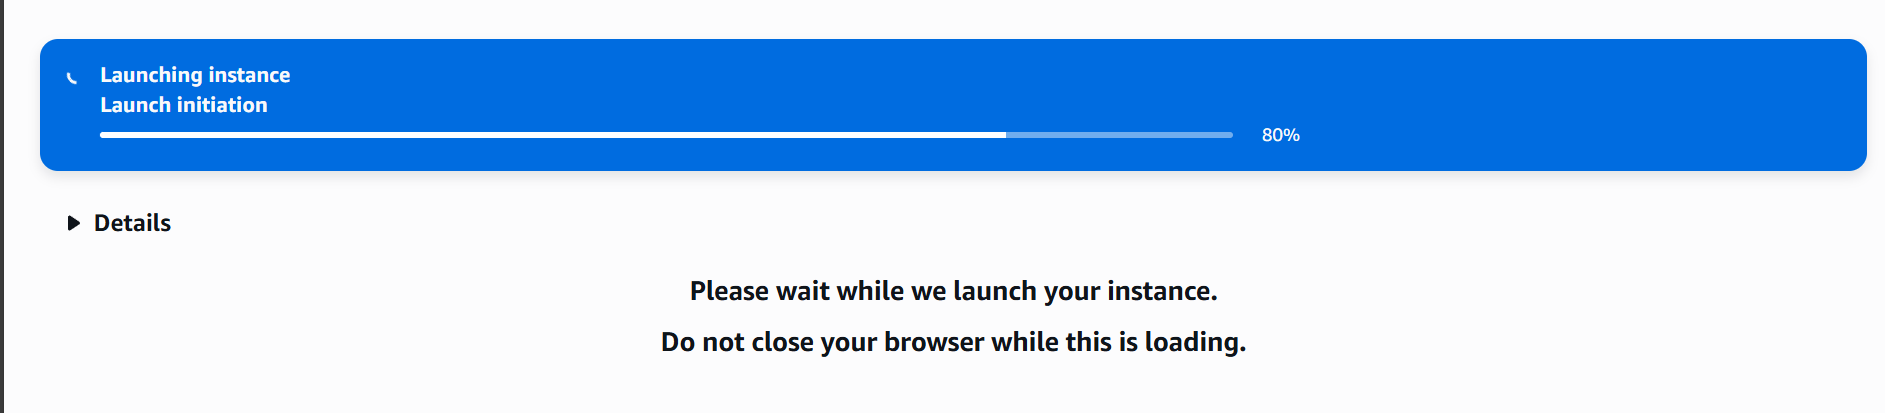 Launching instance
Launch initiation
80%
Details
Please wait while we launch your instance.
Do not close your browser while this is loading.